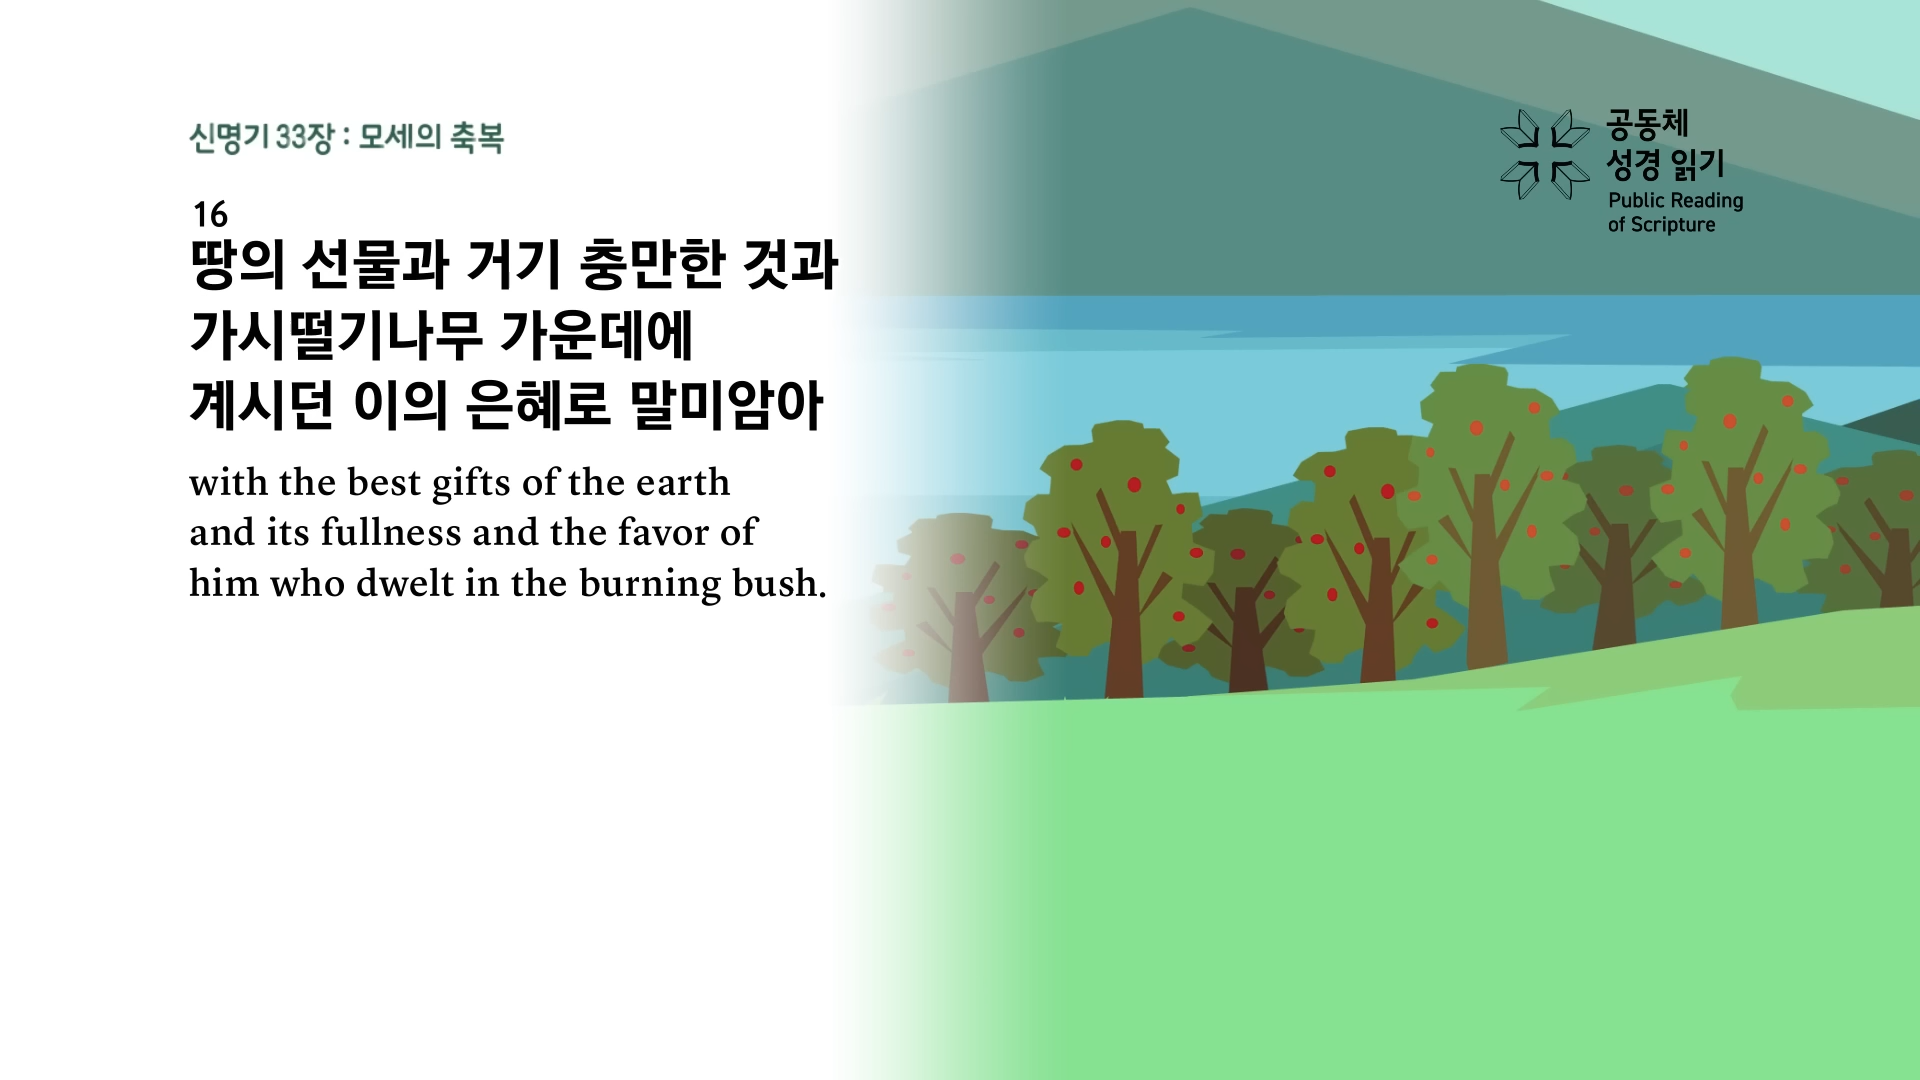 신명기 33장 : 모세의 축복
16
땅의 선물과 거기 충만한 것과
가시떨기나무 가운데에
계시던 이의 은혜로 말미암아
with the best gifts of the earth
and its fullness and the favor of
him who dwelt in the burning bush.
공동체
성경 읽기
Public Reading
of Scripture